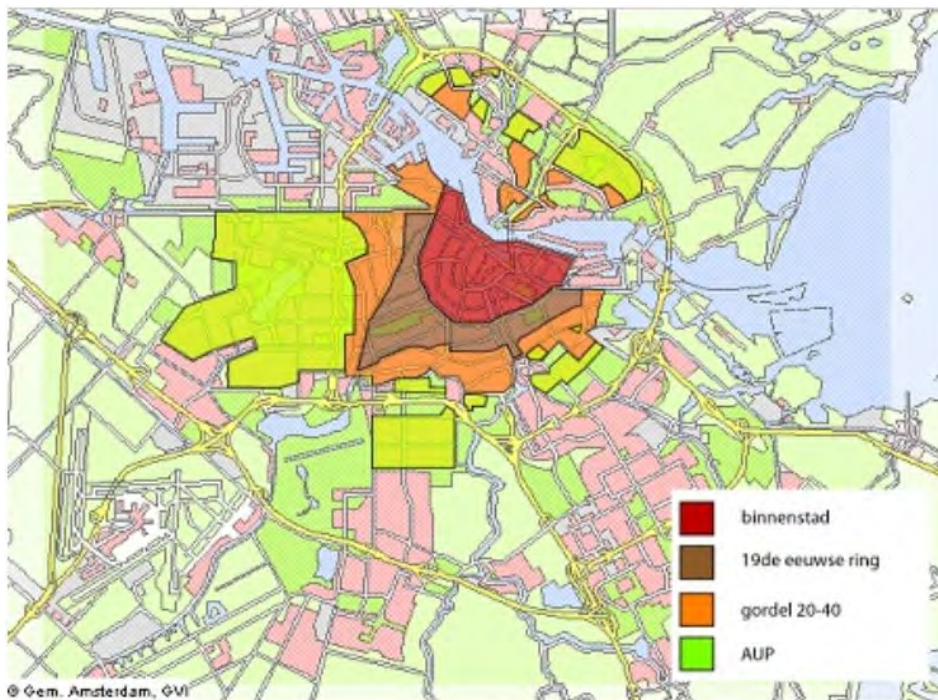 binnenstad
19de eeuwse ring
gordel 20-40
AUP
© Gem. Amsterdam, GVI